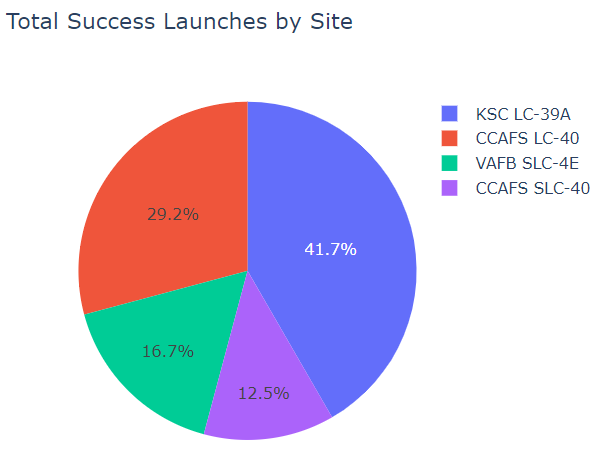 Total Success Launches by Site
KSC LC-39A
CCAFS LC-40
VAFB SLC-4E
CCAFS SLC-40
29.2%
41.7%
16.7%
12.5%